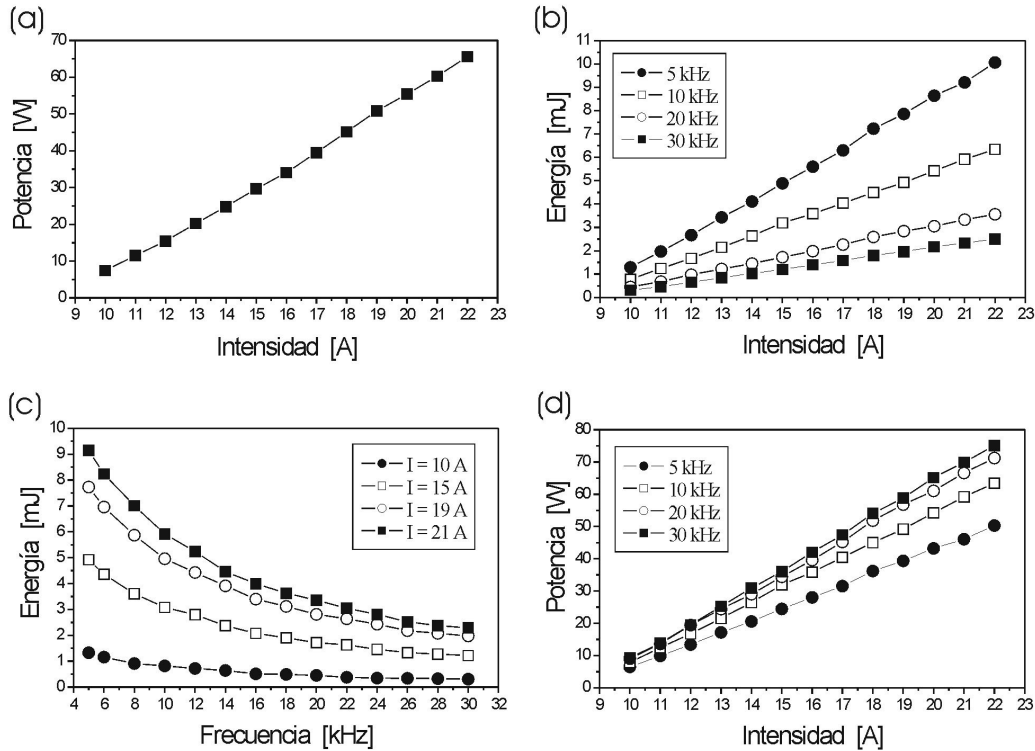 (a)
Potencia [W]
70
60
50
40
30
20
10
0
9 10 11 12 13 14 15 16 17 18 19 20 21 22 23
Intensidad [A]
(b)
Energía [mJ]
11
10
9
8
7
6
5
4
3
2
1
0
5 kHz
10 kHz
20 kHz
30 kHz
9 10 11 12 13 14 15 16 17 18 19 20 21 22 23
Intensidad [A]
(c)
Energía [mJ]
10
9
8
7
6
5
4
3
2
1
0
I = 10 A
I = 15 A
I = 19 A
I = 21 A
4 6 8 10 12 14 16 18 20 22 24 26 28 30 32
Frecuencia [kHz]
(d)
Potencia [W]
80
70
60
50
40
30
20
10
0
5 kHz
10 kHz
20 kHz
30 kHz
9 10 11 12 13 14 15 16 17 18 19 20 21 22 23
Intensidad [A]